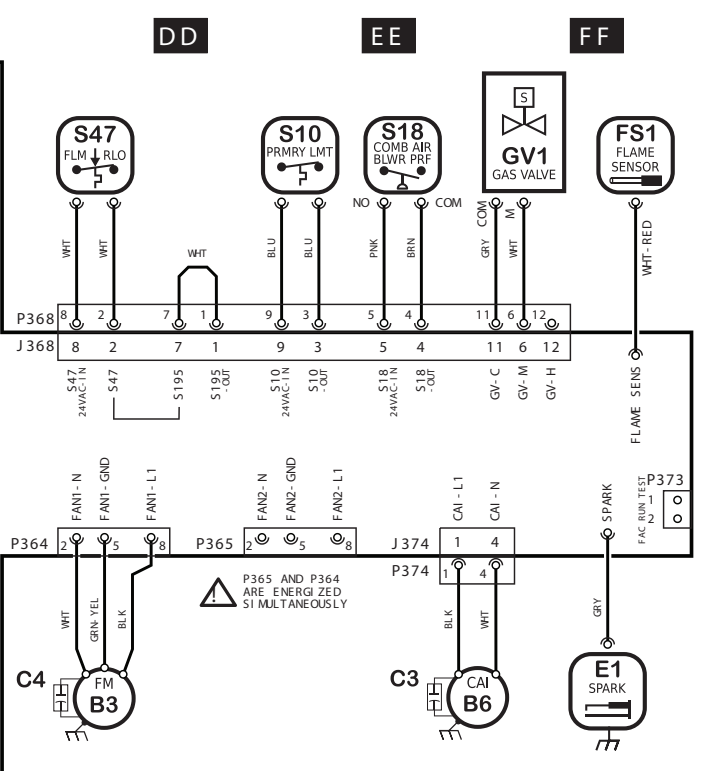 DD EE FF
S47
FLM RLO
S10
PRMRY LMT
S18
COMB AIR
BLWR PRF
S
GV1
GAS VALVE
FS1
FLAME
SENSOR
NO COM
COM M
WHT WHT WHT BLU BLU PNK BRN GRY WHT WHT-RED
P368 8 2 7 1 9 3 5 4 11 6 12
J368 8 2 7 1 9 3 5 4 11 6 12
S47
24VAC-IN
S47
S195
S195
-OUT
S10
24VAC-IN
S10
-OUT
S18
24VAC-IN
S18
-OUT
GV-C
GV-M
GV-H
FLAME SENS
FAN1-N
FAN1-GND
FAN1-L1
FAN2-N
FAN2-GND
FAN2-L1
CAI-L1
CAI-N
SPARK
FAC RUN TEST
P373
1
2
P364 2 5 8
P365 2 5 8
J374 1 4
P374 1 4
P365 AND P364
ARE ENERGIZED
SIMULTANEOUSLY
WHT GRN-YEL BLK
BLK WHT
GRY
C4
FM
B3
C3
CAI
B6
E1
SPARK